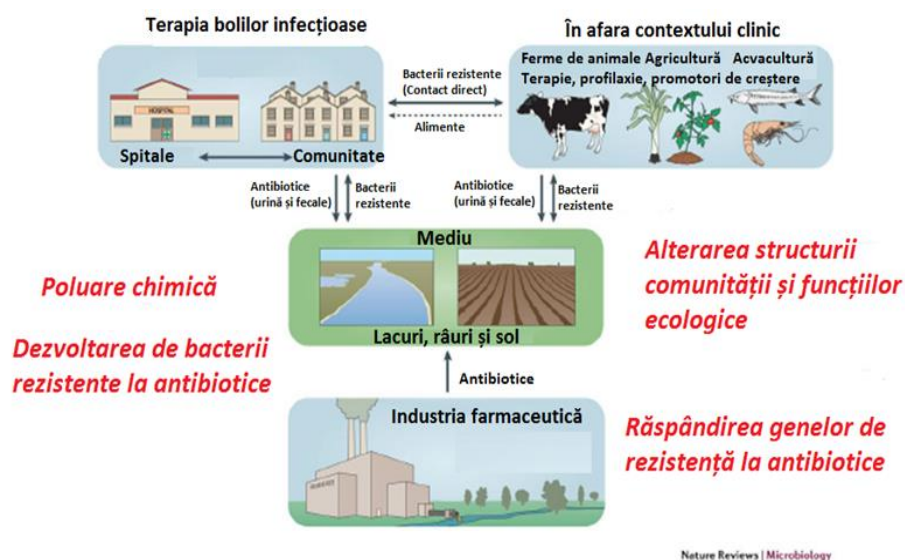 Terapia bolilor infecțioase
În afara contextului clinic
HOSPITAL
Spitale
Comunitate
Bacterii rezistente
(Contact direct)
Alimente
Ferme de animale Agricultură Acvacultură
Terapie, profilaxie, promotori de creștere
Antibiotice
(urină și fecale)
Bacterii
rezistente
Antibiotice
(urină și fecale)
Bacterii
rezistente
Mediu
Lacuri, râuri și sol
Poluare chimică
Dezvoltarea de bacterii
rezistente la antibiotice
Alterarea structurii
comunității și funcțiilor
ecologice
Antibiotice
Industria farmaceutică
Răspândirea genelor de
rezistență la antibiotice
Nature Reviews | Microbiology